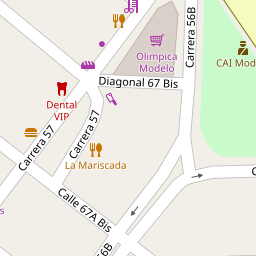 Carrera 56B
Olimpica
Modelo
CAI Mod
Diagonal 67 Bis
Dental
VIP
Carrera 57
Carrera 57
La Mariscada
Calle 67A Bis
56B
C
s